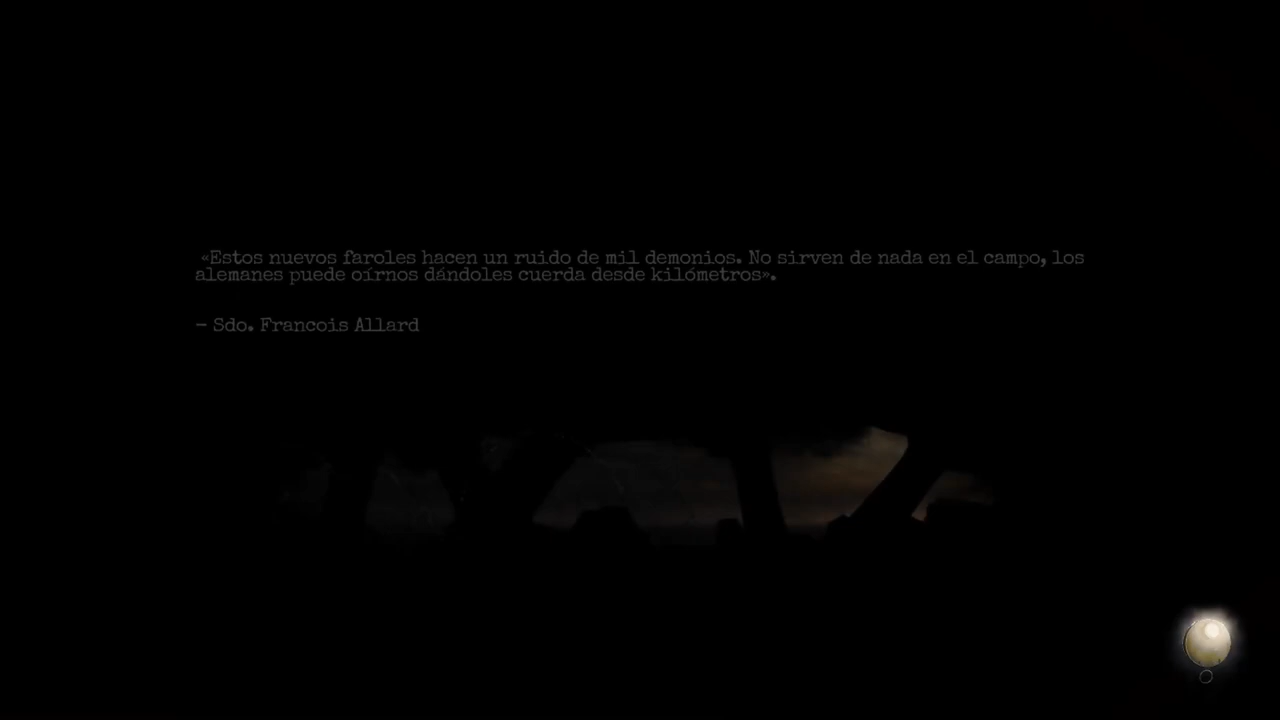 «Estos nuevos faroles hacen un ruido de mil demonios. No sirven de nada en el campo, los
alemanes puede oírnos dándoles cuerda desde kilómetros».
- Sdo. Francois Allard